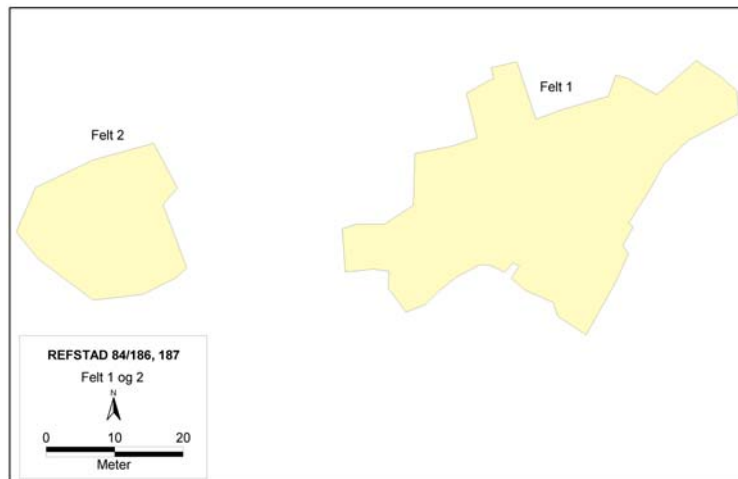 Felt 1
Felt 2
REFSTAD 84/186, 187
Felt 1 og 2
N
0 10 20
Meter